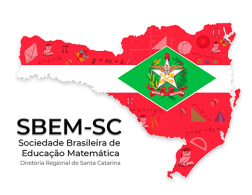 SBEM-SC
Sociedade Brasileira de
Educação Matemática
Diretoria Regional de Santa Catarina